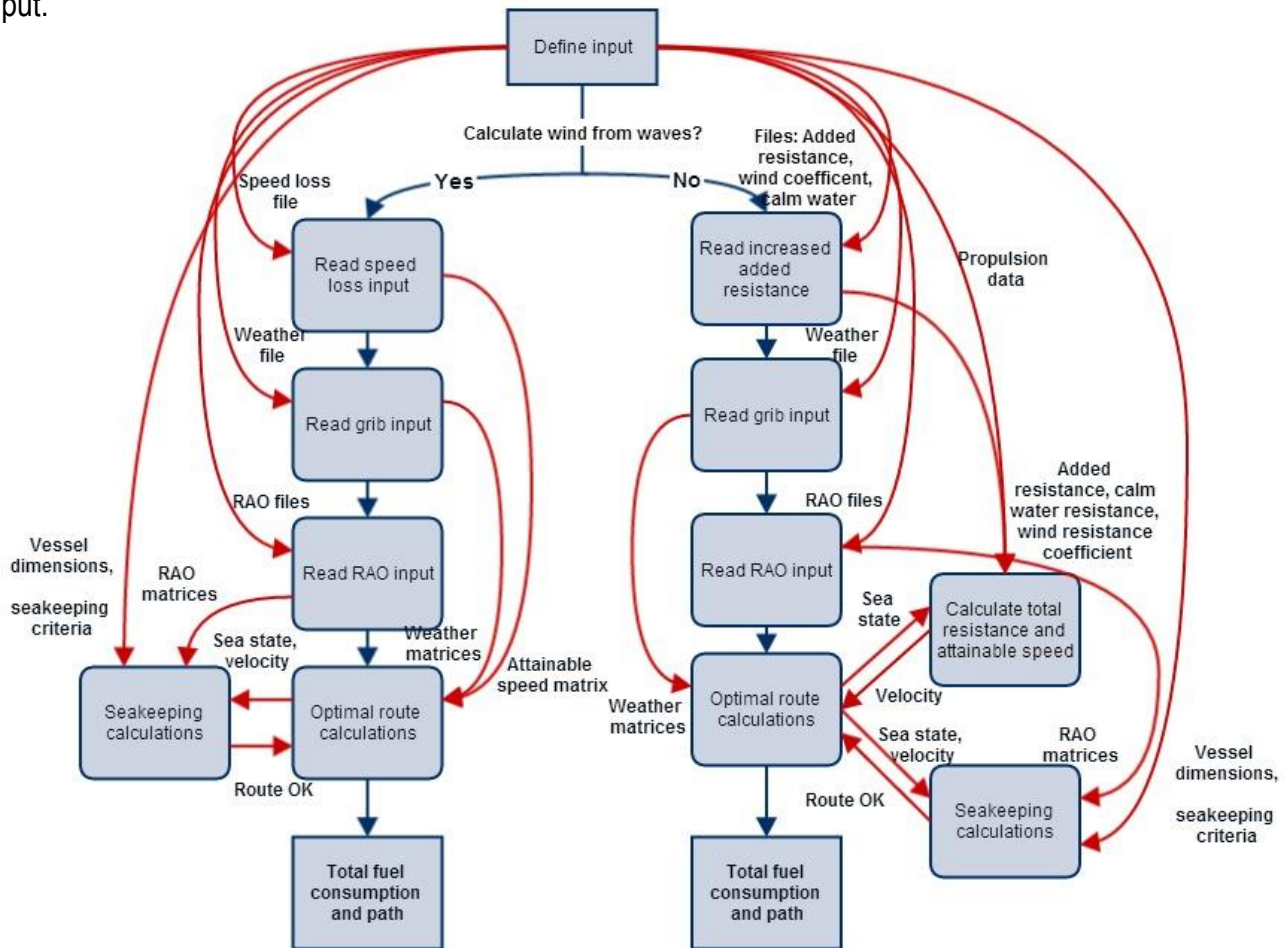 put.
Define input
Calculate wind from waves?
Yes
No
Files: Added
resistance,
wind coefficent,
calm water
Speed loss
file
Read speed
loss input
Read increased
added
resistance
Propulsion
data
Weather
file
Weather
file
Read grib input
Read grib input
RAO files
RAO files
Added
resistance, calm
water resistance,
wind resistance
coefficient
Vessel
dimensions,
seakeeping
criteria
RAO
matrices
Read RAO input
Read RAO input
Sea
state
Calculate total
resistance and
attainable speed
Sea state,
velocity
Weather
matrices
Attainable
speed matrix
Seakeeping
calculations
Optimal route
calculations
Weather
matrices
Optimal route
calculations
Velocity
Sea state,
velocity
RAO
matrices
Vessel
dimensions,
seakeeping
criteria
Route OK
Route OK
Seakeeping
calculations
Total fuel
consumption
and path
Total fuel
consumption
and path